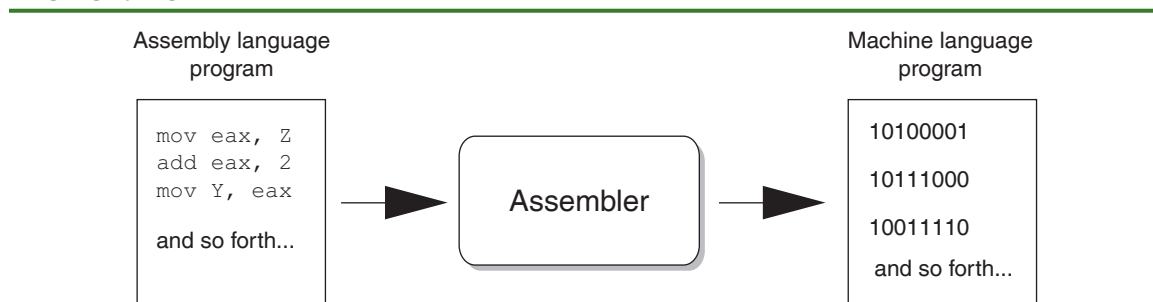 Assembly language
program
mov eax, Z
add eax, 2
mov Y, eax
and so forth...
Assembler
Machine language
program
10100001
10111000
10011110
and so forth...